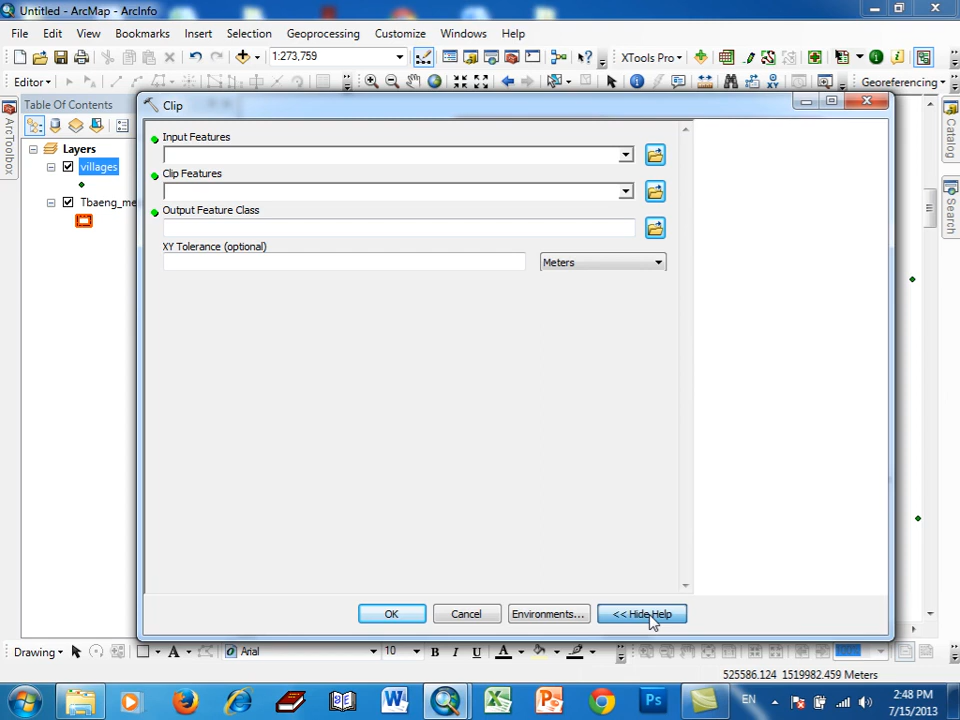 Untitled - ArcMap - ArcInfo
File Edit View Bookmarks Insert Selection Geoprocessing Customize Windows Help
1:273,759
XTools Pro
Editor
Georeferencing
Table Of Contents
ArcToolbox
Layers
villages
Tbaeng_me
Clip
Input Features
Clip Features
Output Feature Class
XY Tolerance (optional)
Meters
OK Cancel Environments... << Hide Help
Catalog
Search
Drawing A Arial 10 B I U A
525586.124 1519982.459 Meters
W X P Ps EN
2:48 PM
7/15/2013